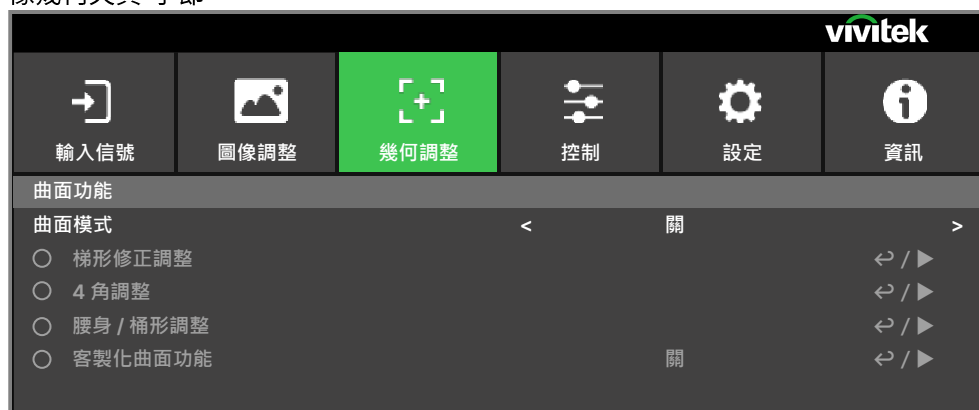 vivitek
輸入信號 圖像調整 幾何調整 控制 設定 資訊
曲面功能
曲面模式 < 關 >
梯形修正調整 ↩ / ▶
4 角調整 ↩ / ▶
腰身 / 桶形調整 ↩ / ▶
客製化曲面功能 關 ↩ / ▶